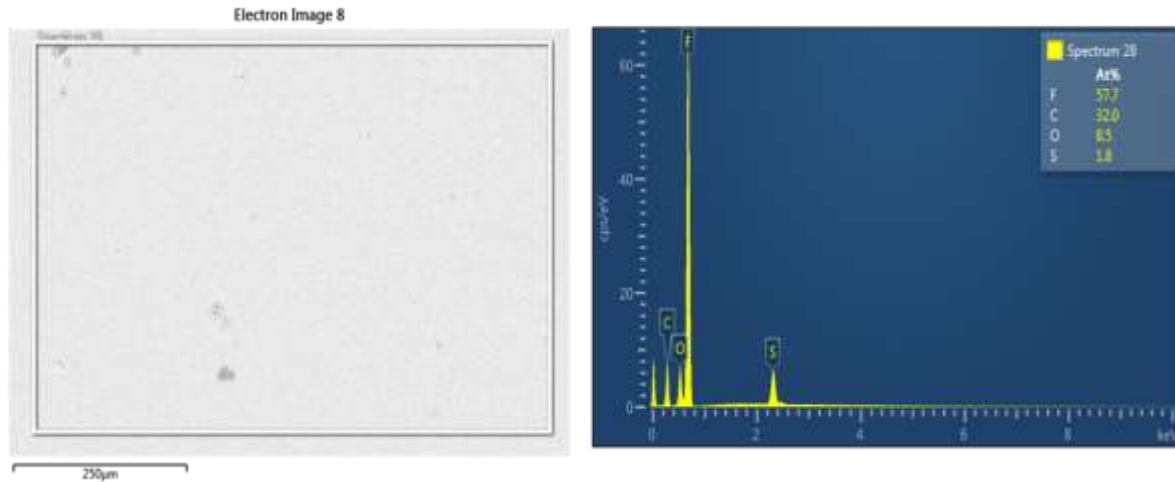 Electron Image 8
250µm
Spectrum 28
At%
F 57.7
C 32.0
O 8.5
S 1.8
F
C
O
S
60
40
20
0
cps/eV
0 2 4 6 8 keV